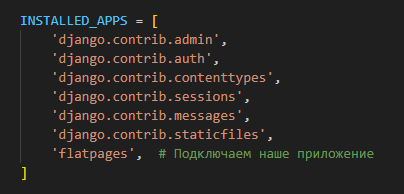 INSTALLED_APPS = [
    'django.contrib.admin',
    'django.contrib.auth',
    'django.contrib.contenttypes',
    'django.contrib.sessions',
    'django.contrib.messages',
    'django.contrib.staticfiles',
    'flatpages',  # Подключаем наше приложение
]